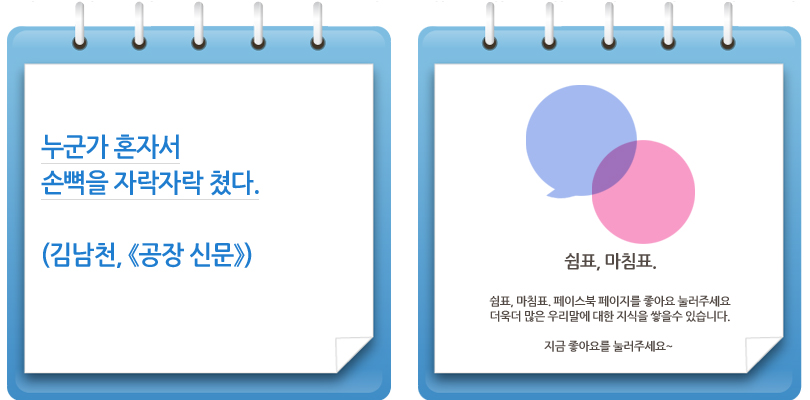 누군가 혼자서
손뼉을 자락자락 쳤다.
(김남천, 《공장 신문》)
쉼표, 마침표.
쉼표, 마침표. 페이스북 페이지를 좋아요 눌러주세요
더욱더 많은 우리말에 대한 지식을 쌓을수 있습니다.
지금 좋아요를 눌러주세요~